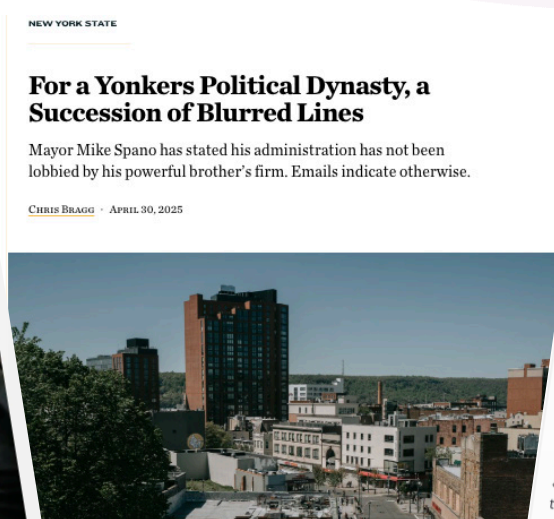 NEW YORK STATE
For a Yonkers Political Dynasty, a
Succession of Blurred Lines
Mayor Mike Spano has stated his administration has not been
lobbied by his powerful brother's firm. Emails indicate otherwise.
Chris Bragg · April 30, 2025